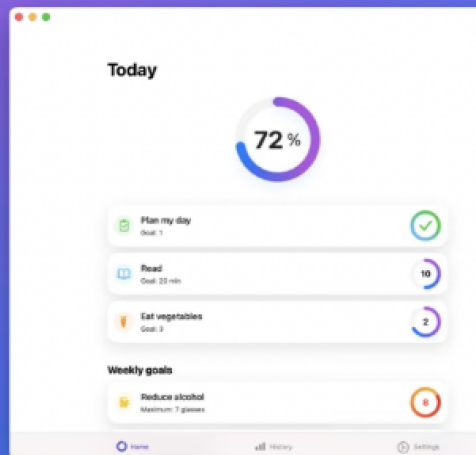 Today
72 %
Plan my day
Goal: 1
Read
Goal: 20 min
10
Eat vegetables
Goal: 3
2
Weekly goals
Reduce alcohol
Maximum: 7 glasses
8
Home History Settings